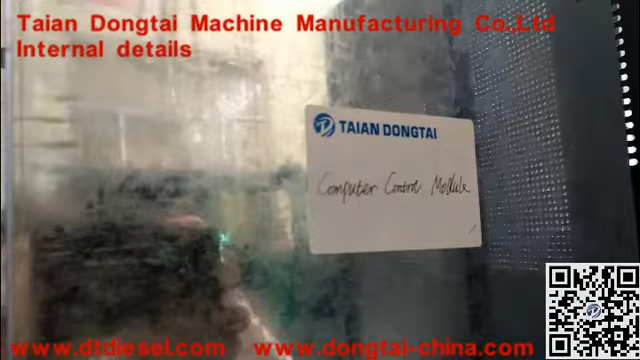 Taian Dongtai Machine Manufacturing Co.,Ltd
Internal details
TAIAN DONGTAI
Computer Control Module
www.dtdiesel.com www.dongtai-china.com